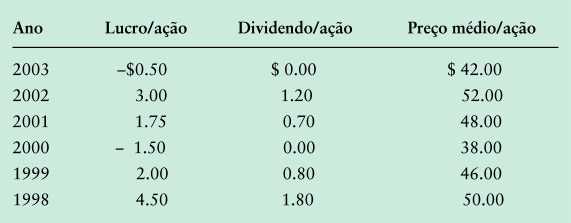 Ano Lucro/ação Dividendo/ação Preço médio/ação
2003 –$0.50 $ 0.00 $ 42.00
2002 3.00 1.20 52.00
2001 1.75 0.70 48.00
2000 – 1.50 0.00 38.00
1999 2.00 0.80 46.00
1998 4.50 1.80 50.00